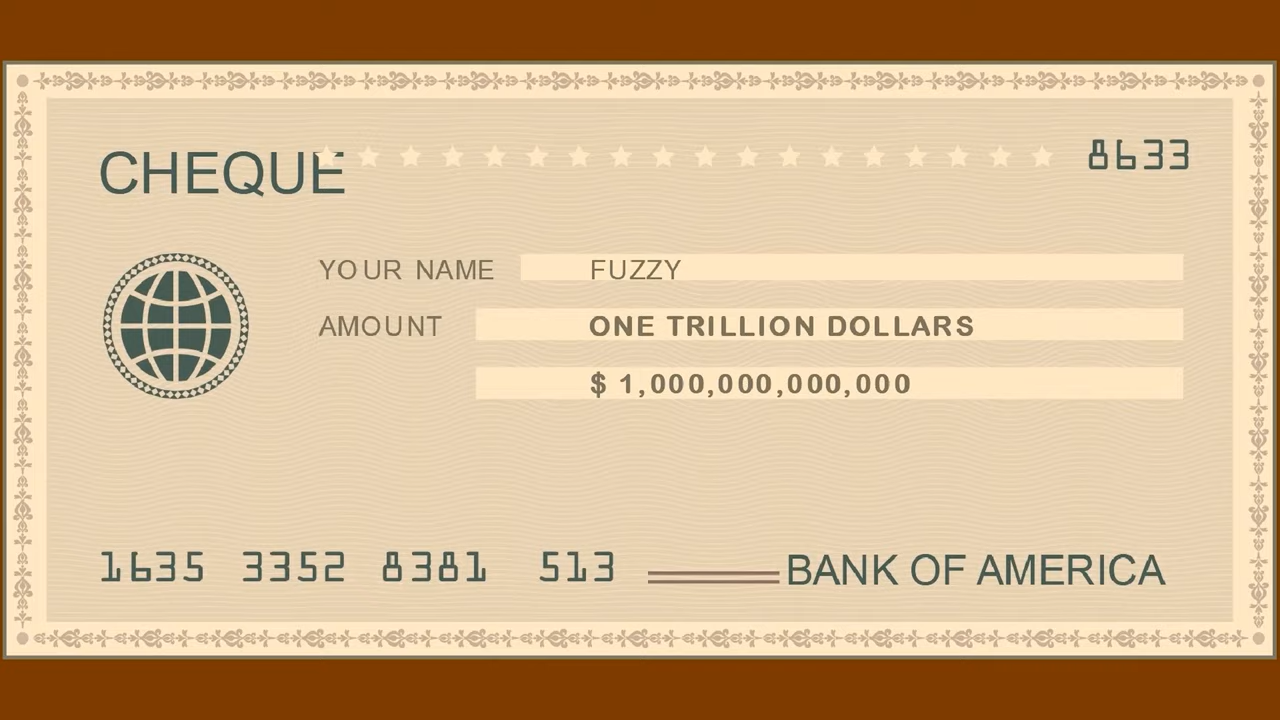 CHEQUE
8633
YOUR NAME FUZZY
AMOUNT ONE TRILLION DOLLARS
$ 1,000,000,000,000
1635 3352 8381 513 BANK OF AMERICA